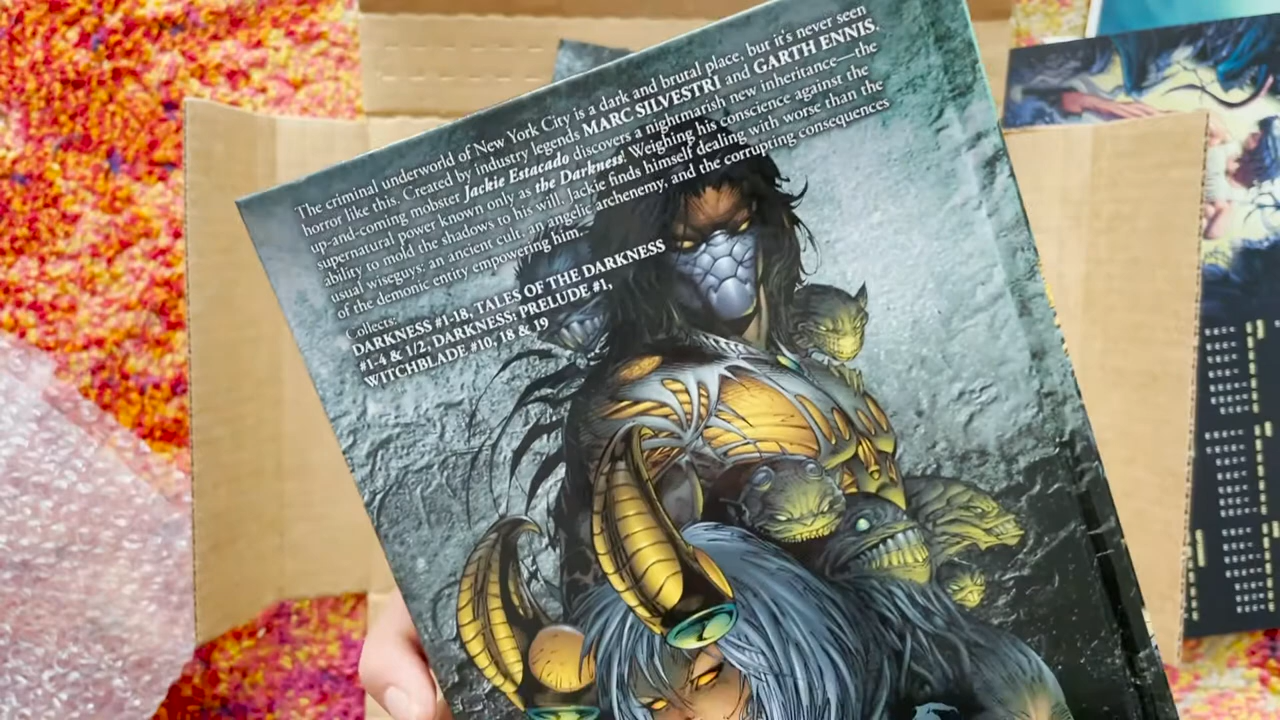 The criminal underworld of New York City is a dark and brutal place, but it's never seen
horror like this. Created by industry legends MARC SILVESTRI and GARTH ENNIS,
up-and-coming mobster Jackie Estacado discovers a nightmarish new inheritance—the
supernatural power known only as the Darkness! Weighing his conscience against the
ability to mold the shadows to his will, Jackie finds himself dealing with worse than the
usual wiseguys: an ancient cult, an angelic archenemy, and the corrupting consequences
of the demonic entity empowering him...
Collects:
DARKNESS #1-18, TALES OF THE DARKNESS
#1-4 & 1/2, DARKNESS: PRELUDE #1,
WITCHBLADE #10, 18 & 19